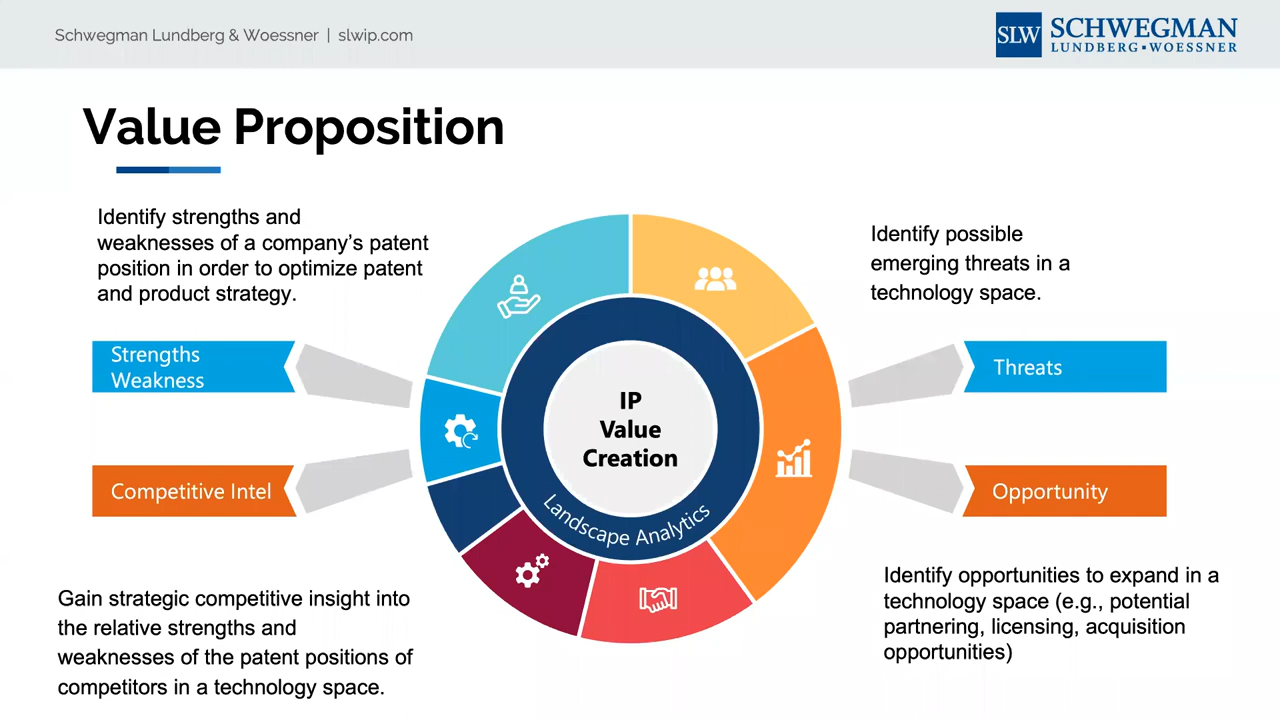 Schwegman Lundberg & Woessner | slwip.com
SLW SCHWEGMAN
LUNDBERG▪WOESSNER
Value Proposition
Identify strengths and
weaknesses of a company’s patent
position in order to optimize patent
and product strategy.
Strengths
Weakness
Competitive Intel
Gain strategic competitive insight into
the relative strengths and
weaknesses of the patent positions of
competitors in a technology space.
IP
Value
Creation
Landscape Analytics
Identify possible
emerging threats in a
technology space.
Threats
Opportunity
Identify opportunities to expand in a
technology space (e.g., potential
partnering, licensing, acquisition
opportunities)